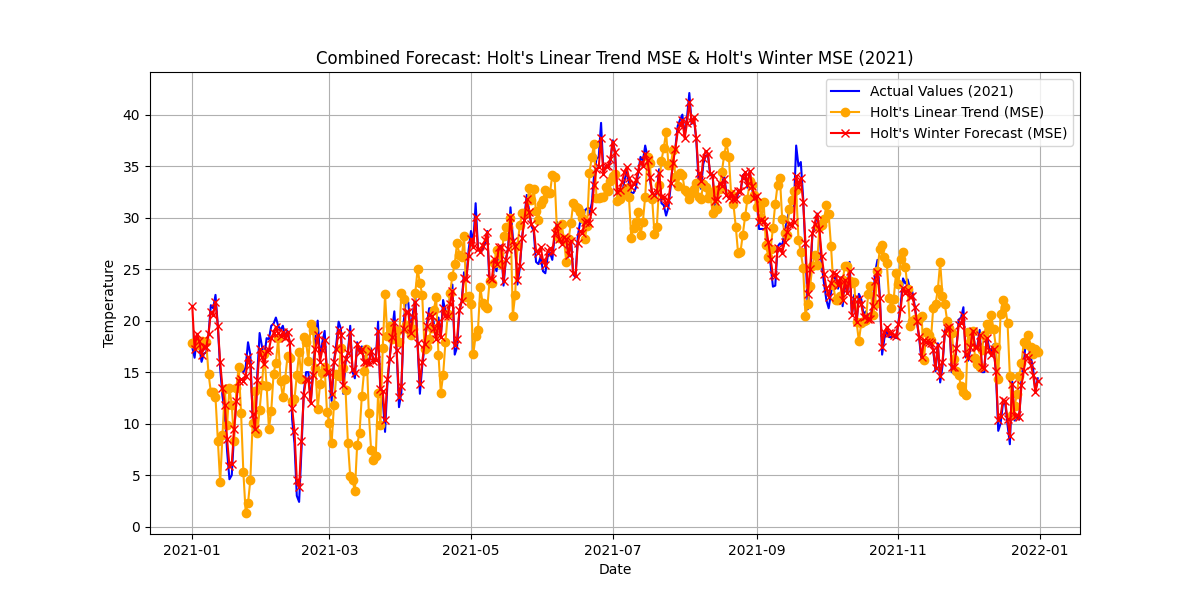 Combined Forecast: Holt's Linear Trend MSE & Holt's Winter MSE (2021)
Actual Values (2021)
Holt's Linear Trend (MSE)
Holt's Winter Forecast (MSE)
Temperature
40
35
30
25
20
15
10
5
0
2021-01 2021-03 2021-05 2021-07 2021-09 2021-11 2022-01
Date